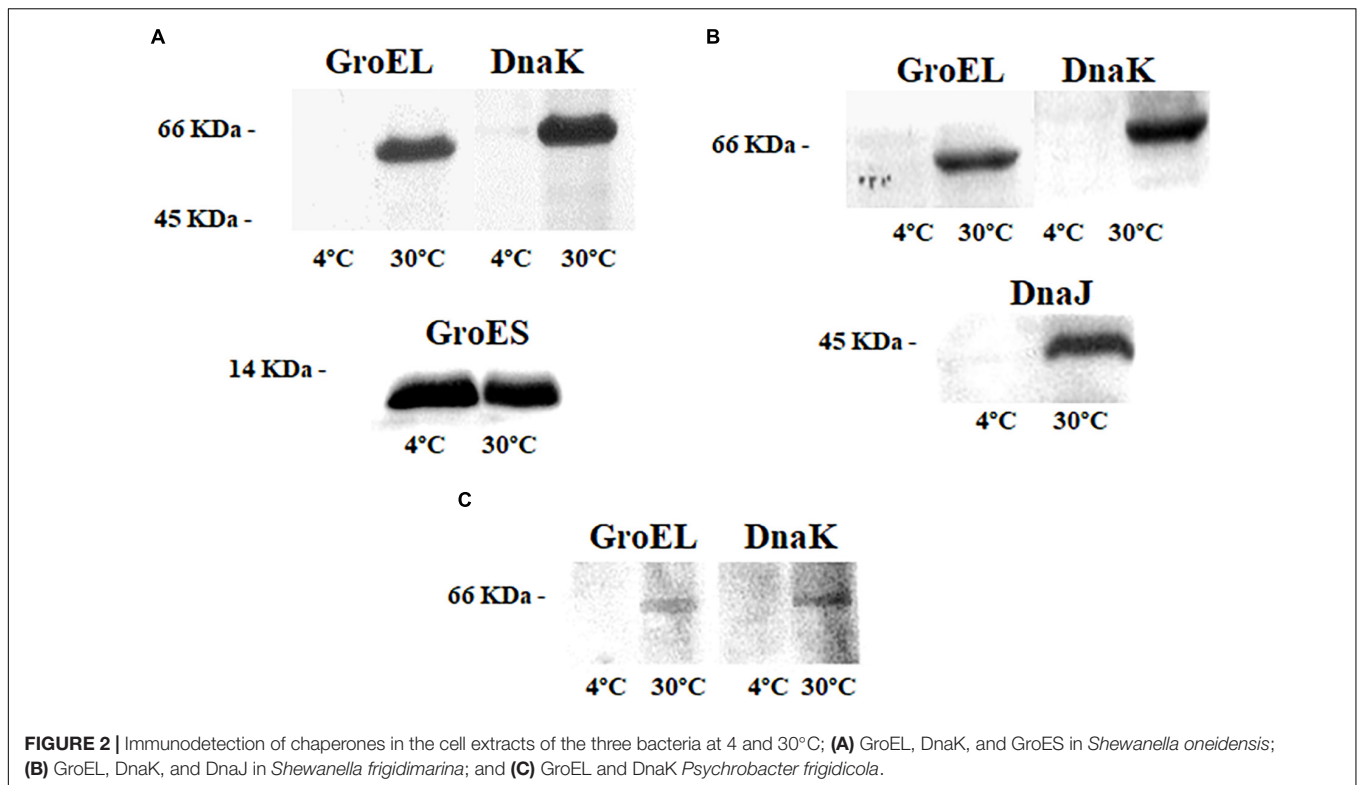 A
GroEL DnaK
66 KDa -
45 KDa -
4°C 30°C 4°C 30°C
GroES
14 KDa -
4°C 30°C
B
GroEL DnaK
66 KDa -
4°C 30°C 4°C 30°C
DnaJ
45 KDa -
4°C 30°C
C
GroEL DnaK
66 KDa -
4°C 30°C 4°C 30°C
FIGURE 2 | Immunodetection of chaperones in the cell extracts of the three bacteria at 4 and 30°C; (A) GroEL, DnaK, and GroES in Shewanella oneidensis;
(B) GroEL, DnaK, and DnaJ in Shewanella frigidimarina; and (C) GroEL and DnaK Psychrobacter frigidicola.